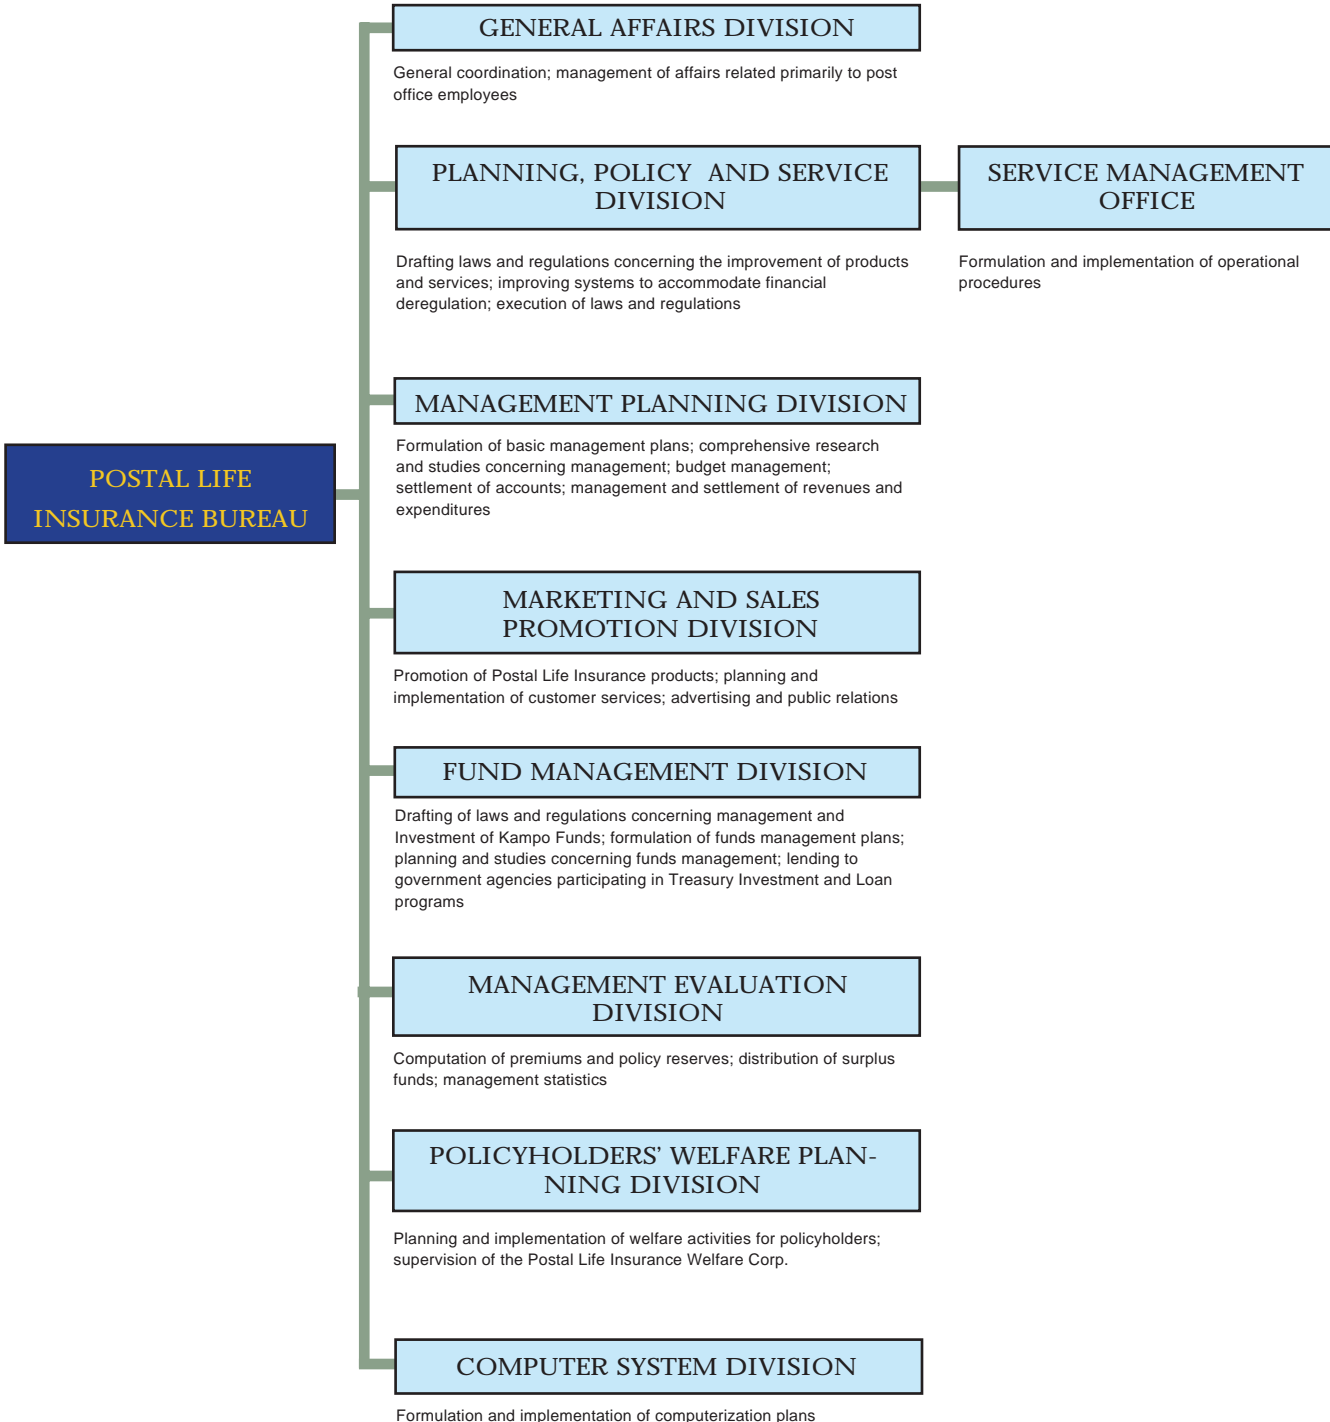 GENERAL AFFAIRS DIVISION
General coordination; management of affairs related primarily to post
office employees
PLANNING, POLICY AND SERVICE
DIVISION
Drafting laws and regulations concerning the improvement of products
and services; improving systems to accommodate financial
deregulation; execution of laws and regulations
SERVICE MANAGEMENT
OFFICE
Formulation and implementation of operational
procedures
MANAGEMENT PLANNING DIVISION
Formulation of basic management plans; comprehensive research
and studies concerning management; budget management;
settlement of accounts; management and settlement of revenues and
expenditures
POSTAL LIFE
INSURANCE BUREAU
MARKETING AND SALES
PROMOTION DIVISION
Promotion of Postal Life Insurance products; planning and
implementation of customer services; advertising and public relations
FUND MANAGEMENT DIVISION
Drafting of laws and regulations concerning management and
Investment of Kampo Funds; formulation of funds management plans;
planning and studies concerning funds management; lending to
government agencies participating in Treasury Investment and Loan
programs
MANAGEMENT EVALUATION
DIVISION
Computation of premiums and policy reserves; distribution of surplus
funds; management statistics
POLICYHOLDERS’ WELFARE PLAN-
NING DIVISION
Planning and implementation of welfare activities for policyholders;
supervision of the Postal Life Insurance Welfare Corp.
COMPUTER SYSTEM DIVISION
Formulation and implementation of computerization plans